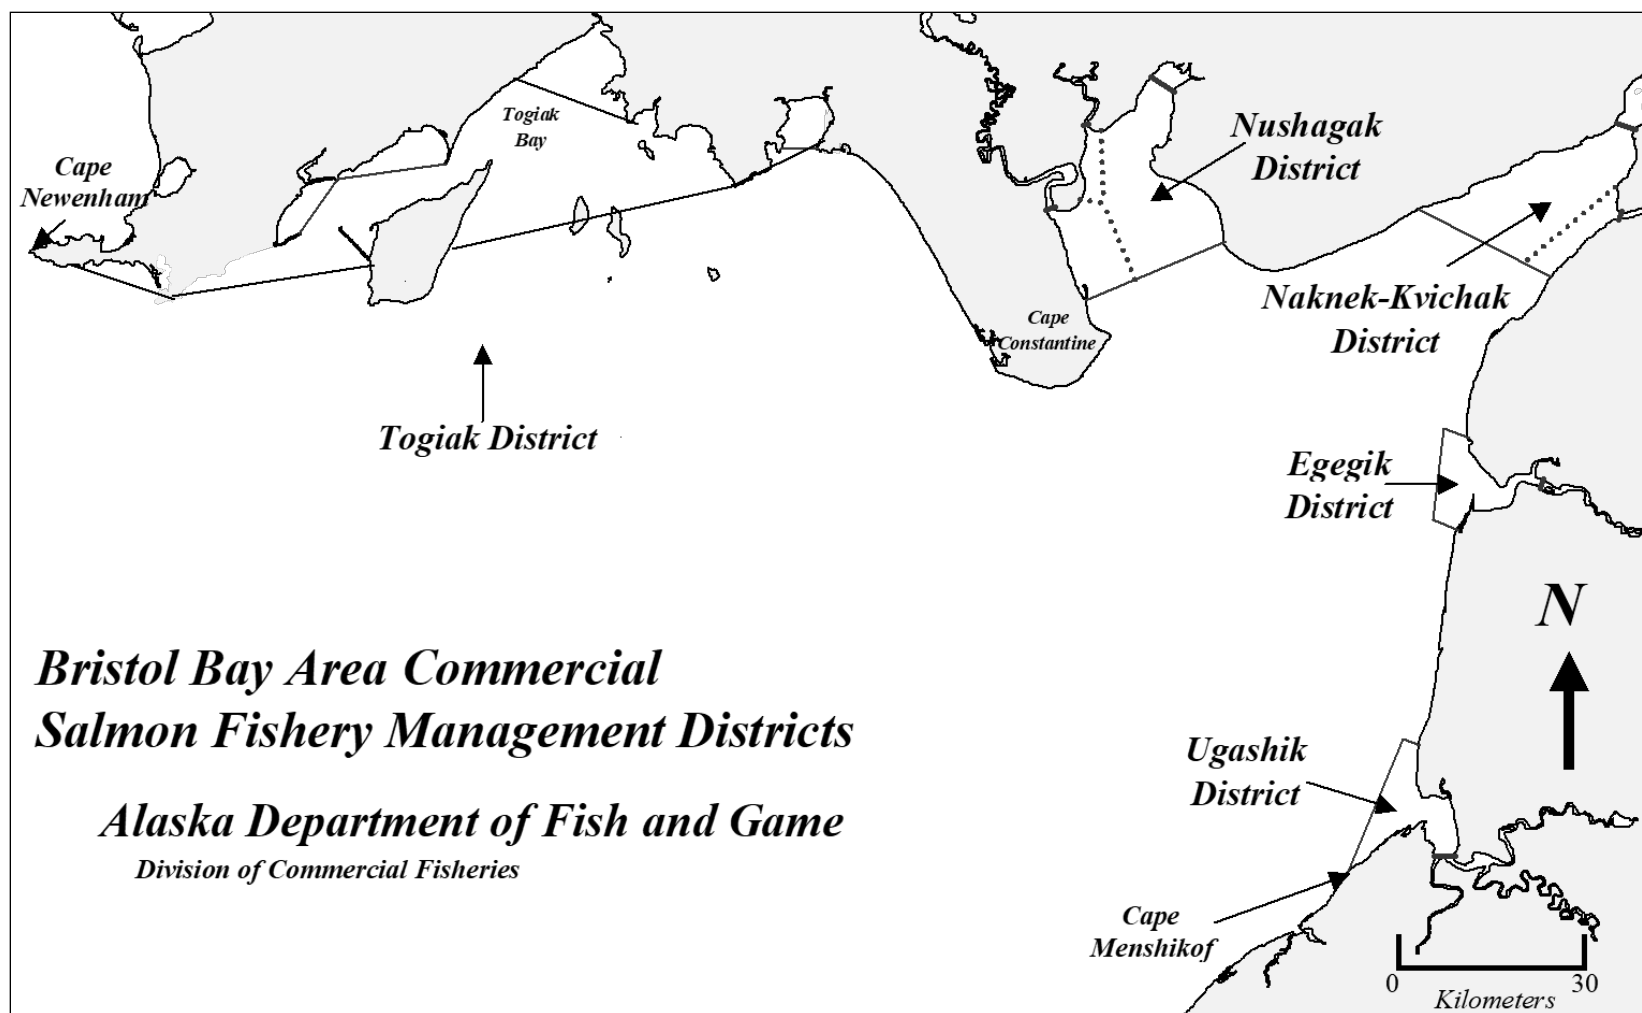 Togiak
Bay
Cape
Newenham
Nushagak
District
Naknek-Kvichak
District
Cape
Constantine
Togiak District
Egegik
District
N
Bristol Bay Area Commercial
Salmon Fishery Management Districts
Alaska Department of Fish and Game
Division of Commercial Fisheries
Ugashik
District
Cape
Menshikof
0 30
Kilometers